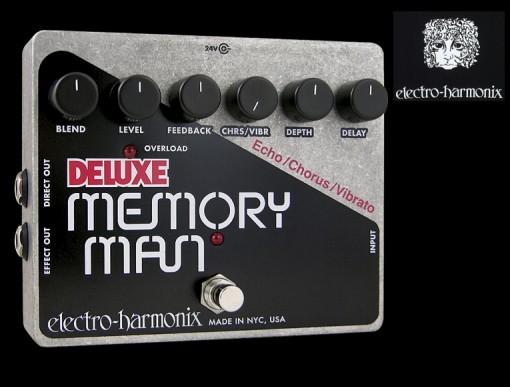 24V
electro-harmonix
BLEND LEVEL FEEDBACK CHRS/VIBR DEPTH DELAY
OVERLOAD
Echo/Chorus/Vibrato
DIRECT OUT
DELUXE
MEMORY
MAN
EFFECT OUT
INPUT
electro-harmonix MADE IN NYC, USA